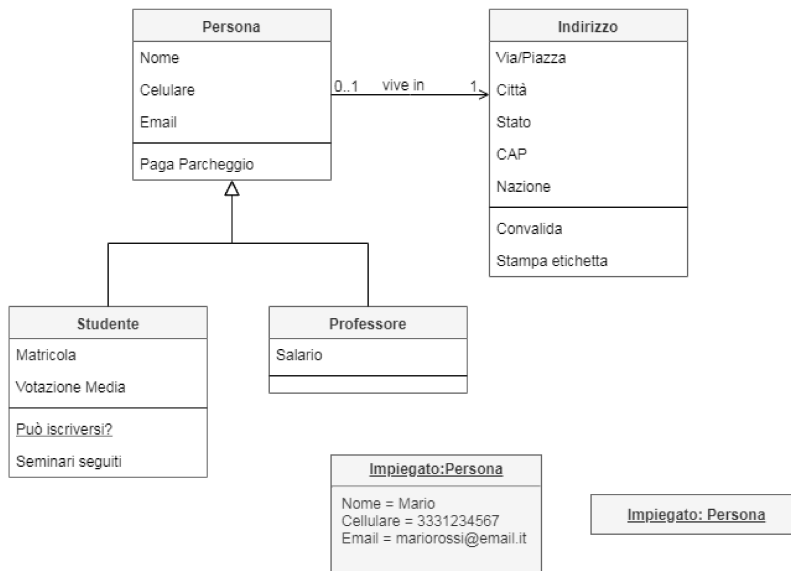 Persona
Nome
Celulare
Email
Paga Parcheggio
0..1 vive in 1
Indirizzo
Via/Piazza
Città
Stato
CAP
Nazione
Convalida
Stampa etichetta
Studente
Matricola
Votazione Media
Può iscriversi?
Seminari seguiti
Professore
Salario
Impiegato:Persona
Nome = Mario
Cellulare = 3331234567
Email = mariorossi@email.it
Impiegato: Persona